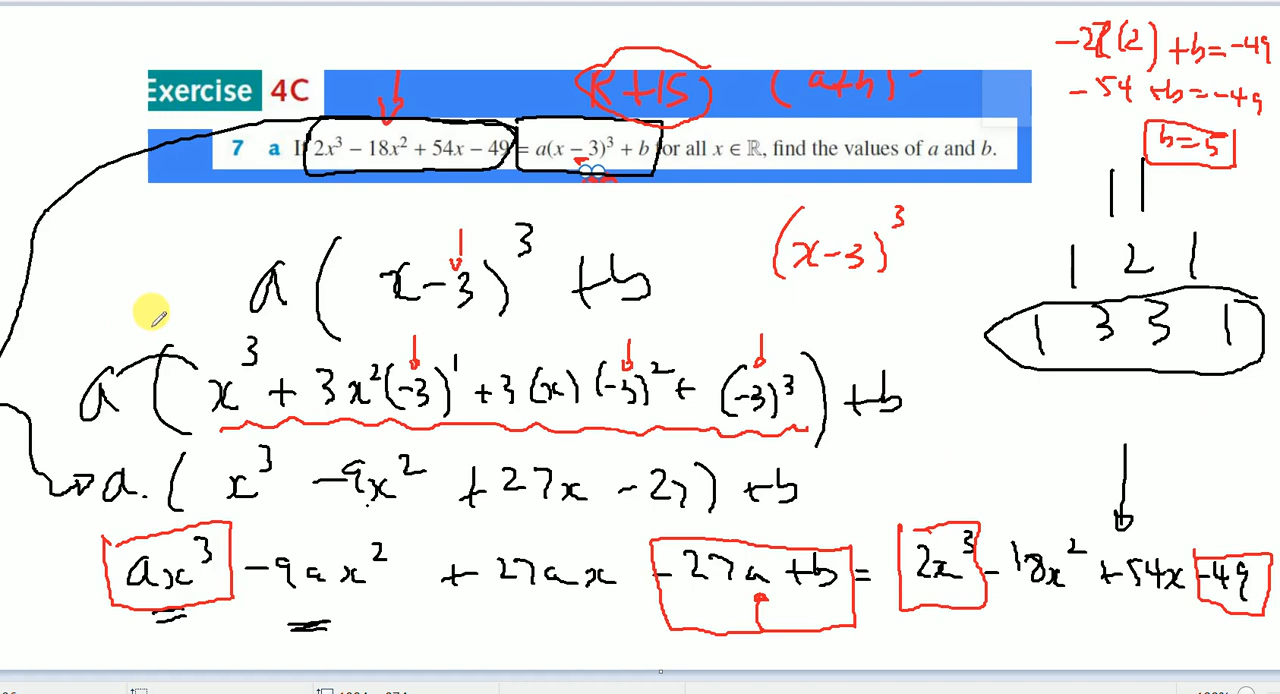 -27(2) + b = -49
-54 + b = -49
b = 5
Exercise 4C
(R+15) (a+b)
7 a If 2x³ − 18x² + 54x − 49 = a(x − 3)³ + b for all x ∈ ℝ, find the values of a and b.
1 1
1 2 1
1 3 3 1
a(x-3)³ + b
(x-3)³
a(x³ + 3x²(-3)¹ + 3(x)(-3)² + (-3)³) + b
a.(x³ - 9x² + 27x - 27) + b
ax³ - 9ax² + 27ax - 27a + b = 2x³ - 18x² + 54x - 49